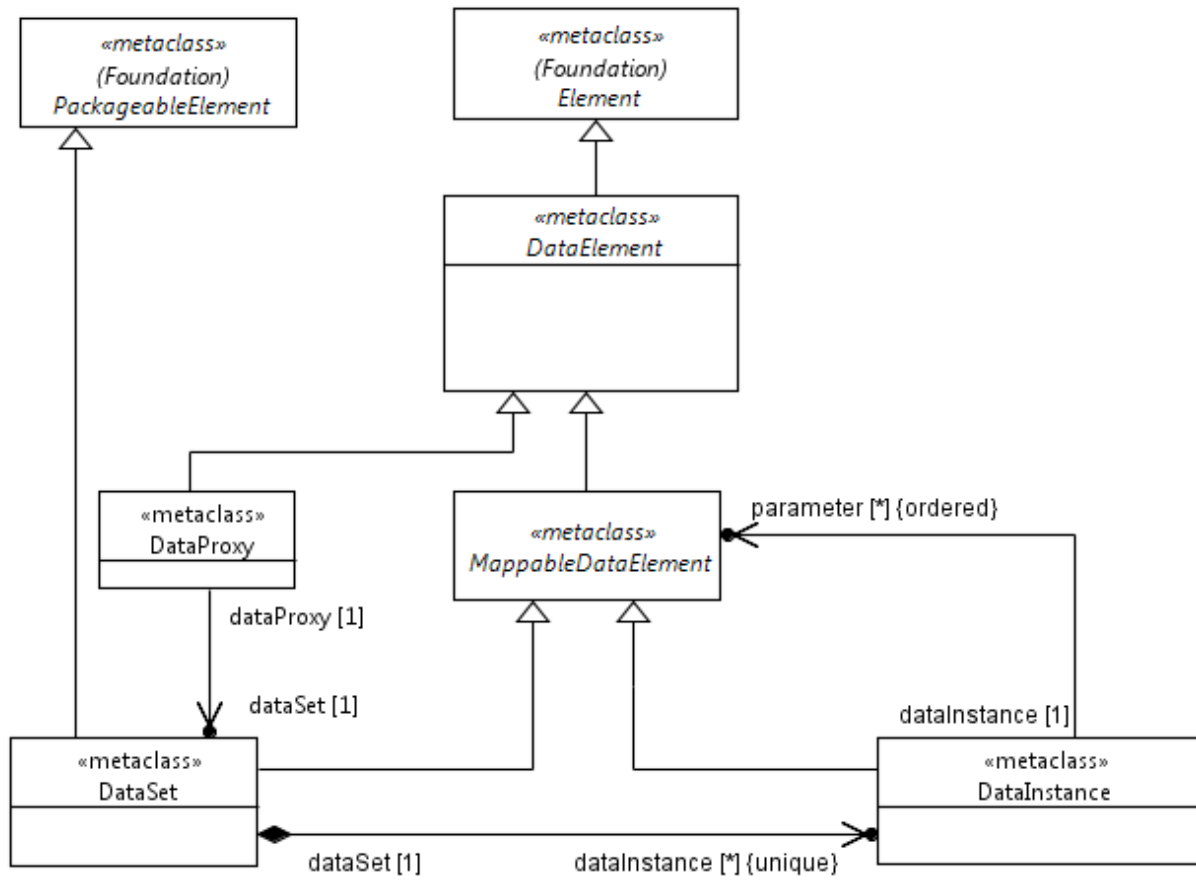 «metaclass»
(Foundation)
PackageableElement
«metaclass»
(Foundation)
Element
«metaclass»
DataElement
«metaclass»
DataProxy
«metaclass»
MappableDataElement
parameter [*] {ordered}
dataProxy [1]
dataSet [1]
dataInstance [1]
«metaclass»
DataSet
«metaclass»
DataInstance
dataSet [1]
dataInstance [*] {unique}